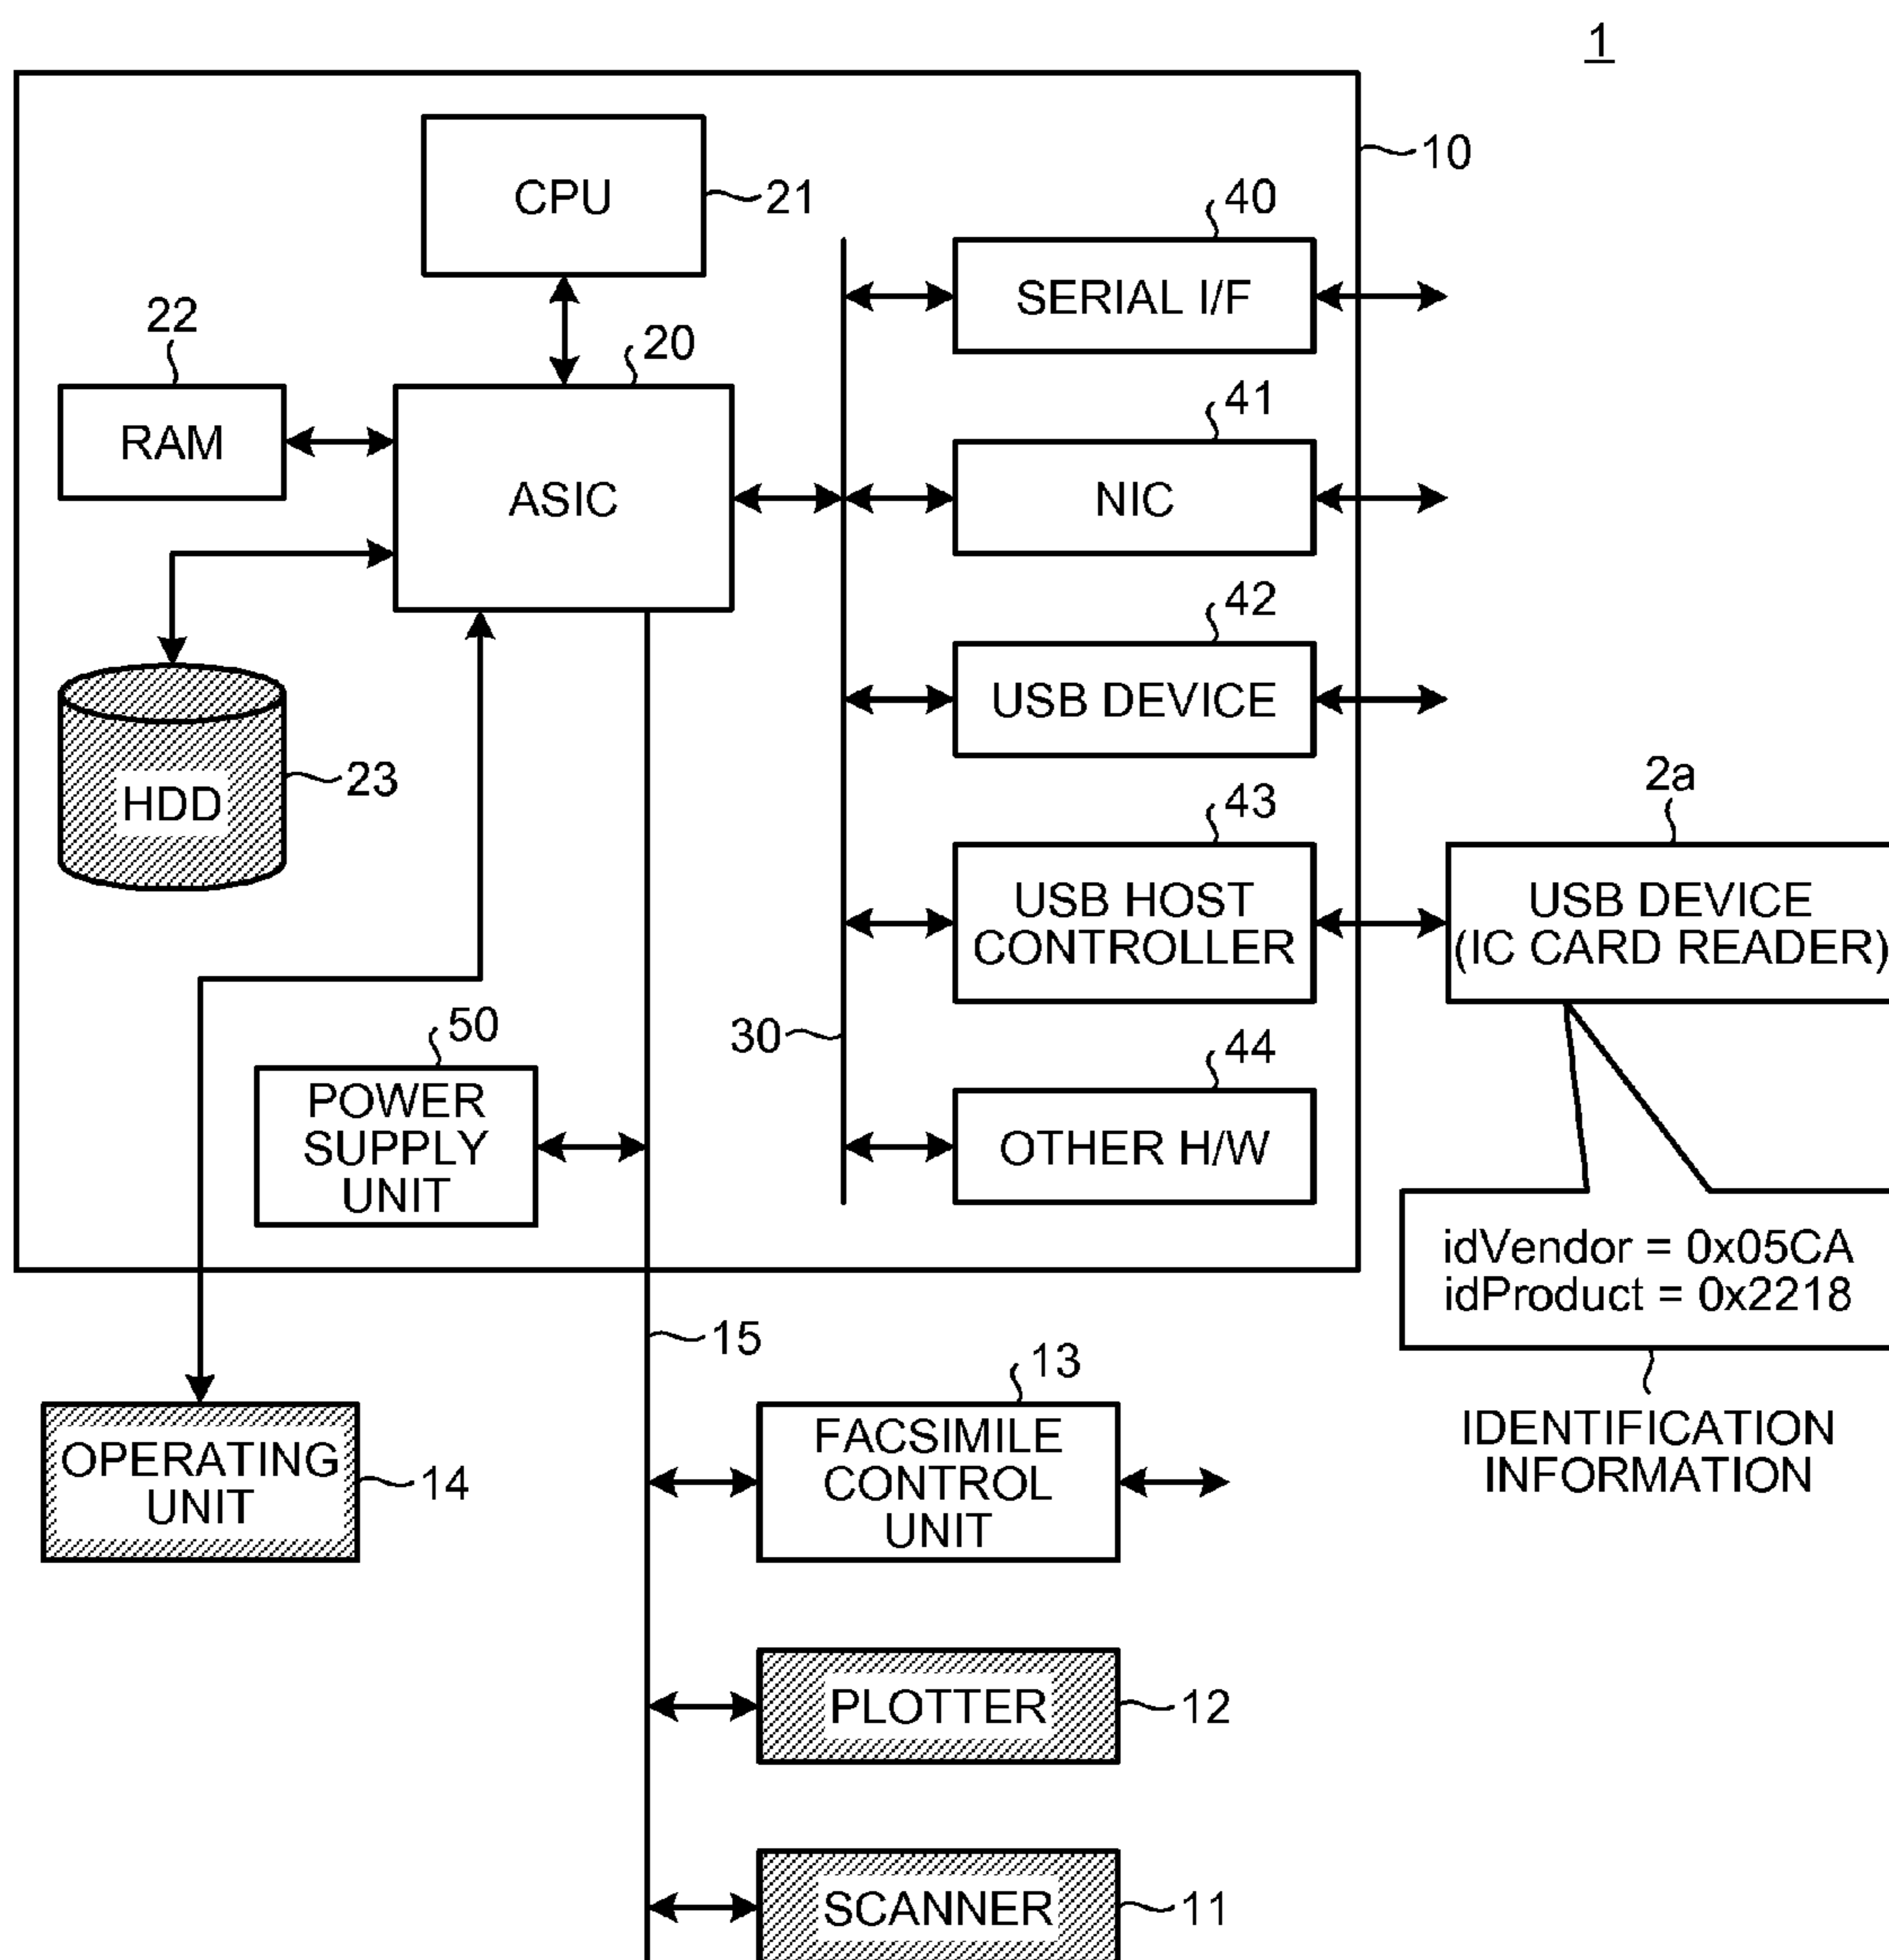 1
10
CPU
21
40
SERIAL I/F
22
20
RAM
ASIC
41
NIC
42
USB DEVICE
HDD
23
43
USB HOST
CONTROLLER
2a
USB DEVICE
(IC CARD READER)
30
50
POWER
SUPPLY
UNIT
44
OTHER H/W
idVendor = 0x05CA
idProduct = 0x2218
IDENTIFICATION
INFORMATION
15
OPERATING
UNIT
14
13
FACSIMILE
CONTROL
UNIT
PLOTTER
12
SCANNER
11